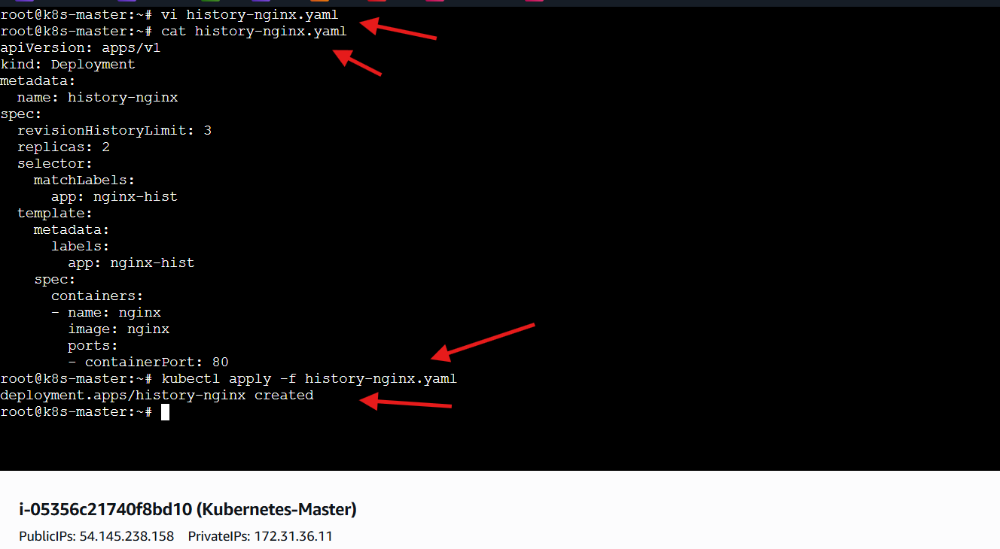 root@k8s-master:~# vi history-nginx.yaml
root@k8s-master:~# cat history-nginx.yaml
apiVersion: apps/v1
kind: Deployment
metadata:
  name: history-nginx
spec:
  revisionHistoryLimit: 3
  replicas: 2
  selector:
    matchLabels:
      app: nginx-hist
  template:
    metadata:
      labels:
        app: nginx-hist
    spec:
      containers:
      - name: nginx
        image: nginx
        ports:
        - containerPort: 80
root@k8s-master:~# kubectl apply -f history-nginx.yaml
deployment.apps/history-nginx created
root@k8s-master:~#
i-05356c21740f8bd10 (Kubernetes-Master)
PublicIPs: 54.145.238.158 PrivateIPs: 172.31.36.11